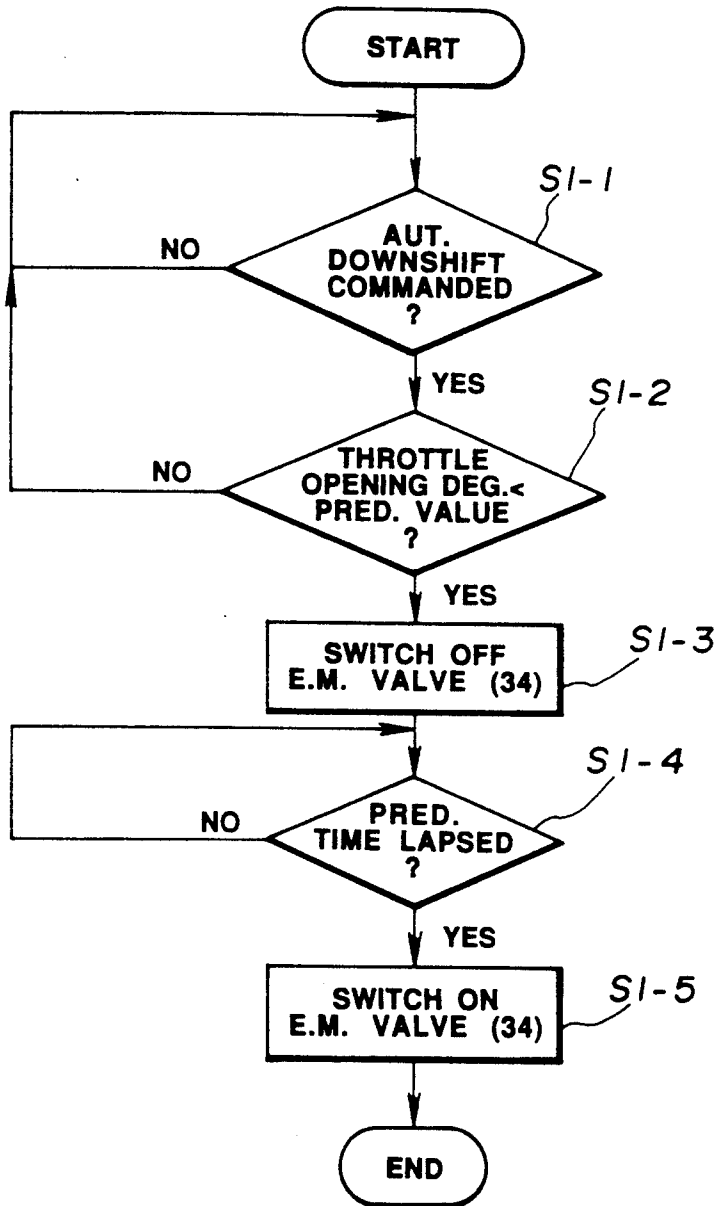 START
S1-1
AUT.
DOWNSHIFT
COMMANDED
?
NO
YES
S1-2
THROTTLE
OPENING DEG.<
PRED. VALUE
?
NO
YES
S1-3
SWITCH OFF
E.M. VALVE (34)
S1-4
PRED.
TIME LAPSED
?
NO
YES
S1-5
SWITCH ON
E.M. VALVE (34)
END